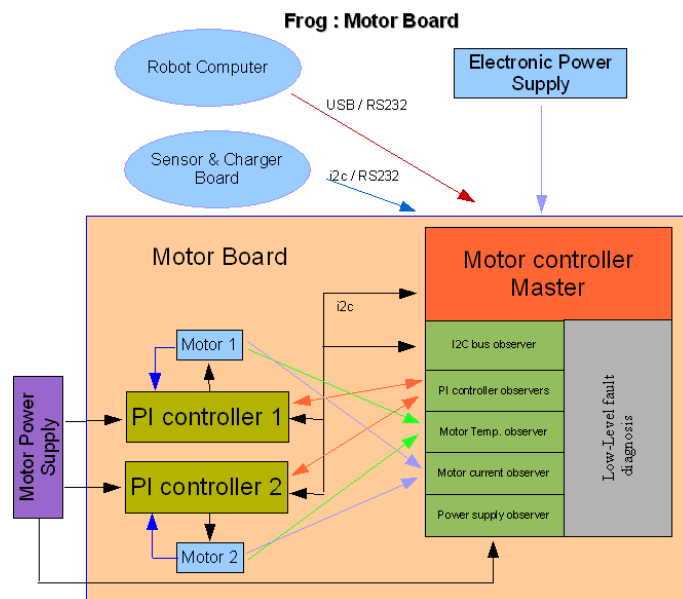 Frog : Motor Board
Robot Computer
Electronic Power
Supply
USB / RS232
Sensor & Charger
Board
i2c / RS232
Motor Board
Motor controller
Master
i2c
Motor 1
I2C bus observer
PI controller observers
PI controller 1
Motor Temp. observer
Motor Power
Supply
Low-Level fault
diagnosis
PI controller 2
Motor current observer
Power supply observer
Motor 2